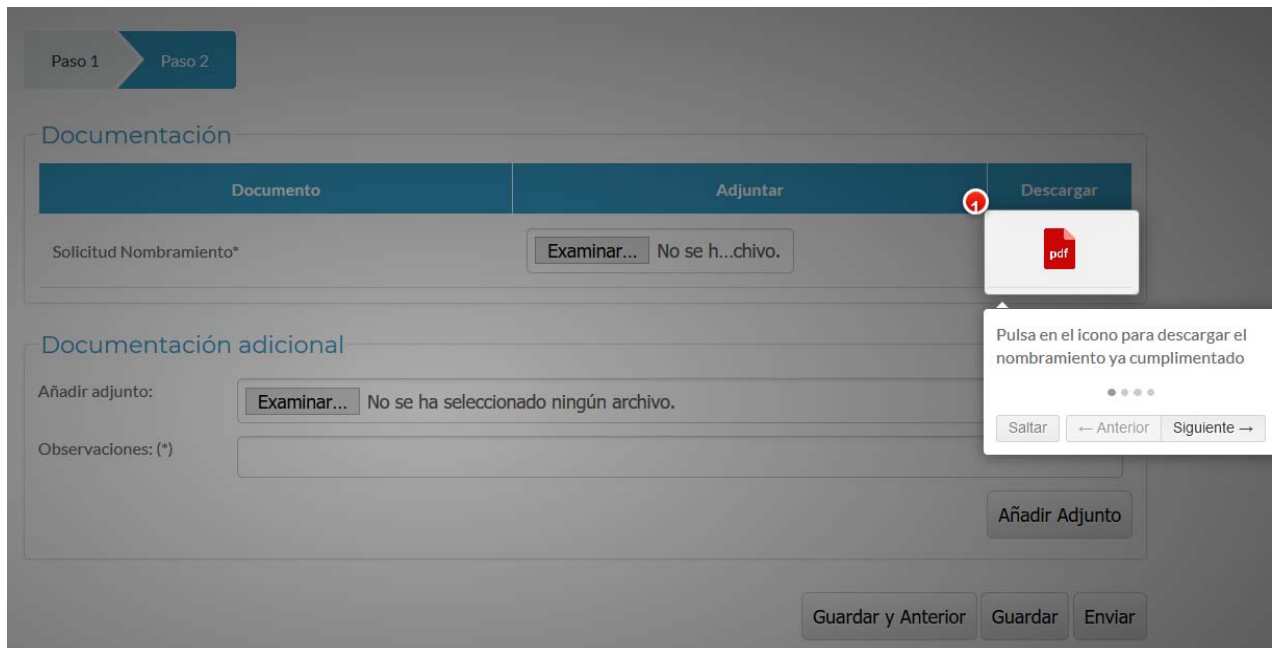 Paso 1
Paso 2
Documentación
Documento
Adjuntar
Descargar
1
Solicitud Nombramiento*
Examinar... No se h...chivo.
pdf
Pulsa en el icono para descargar el
nombramiento ya cumplimentado
Saltar
← Anterior
Siguiente →
Documentación adicional
Añadir adjunto:
Examinar... No se ha seleccionado ningún archivo.
Observaciones: (*)
Añadir Adjunto
Guardar y Anterior
Guardar
Enviar